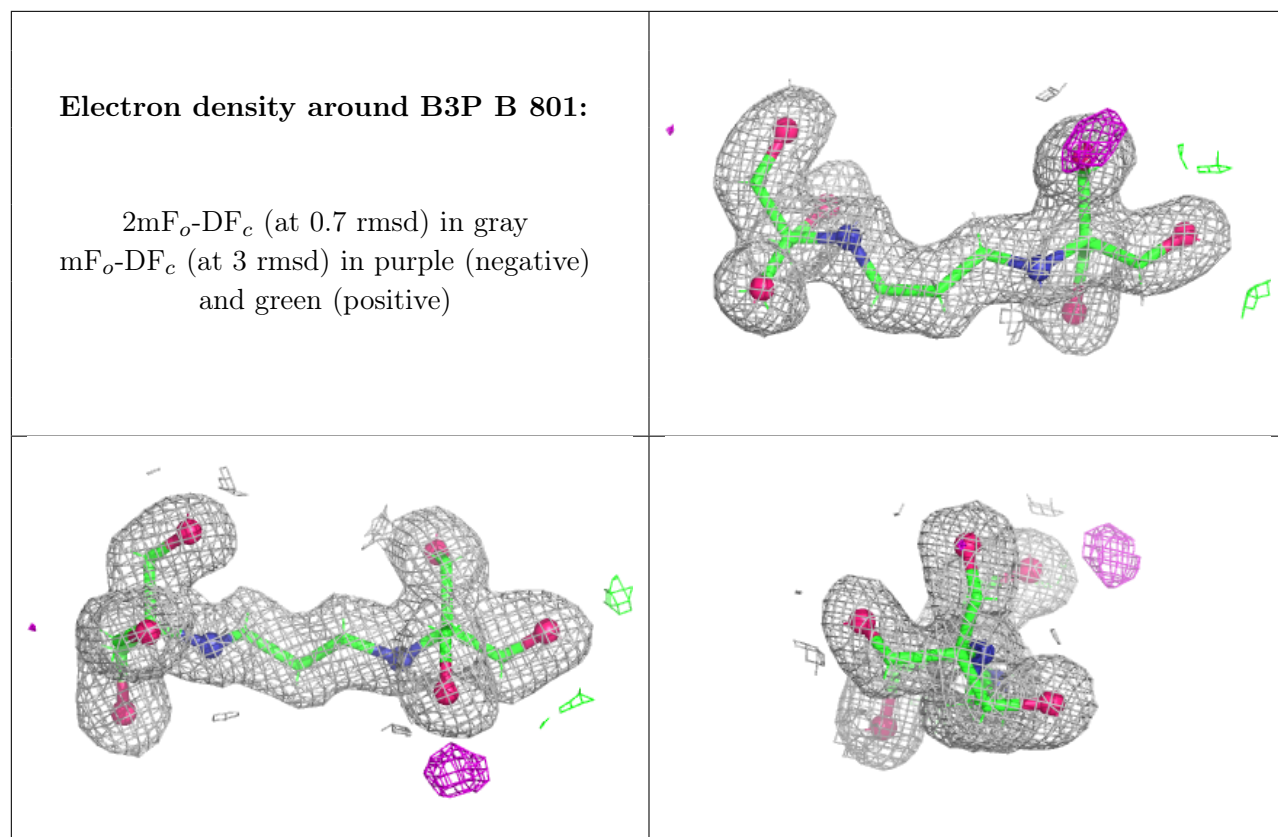 Electron density around B3P B 801:
2mFo-DFc (at 0.7 rmsd) in gray
mFo-DFc (at 3 rmsd) in purple (negative)
and green (positive)